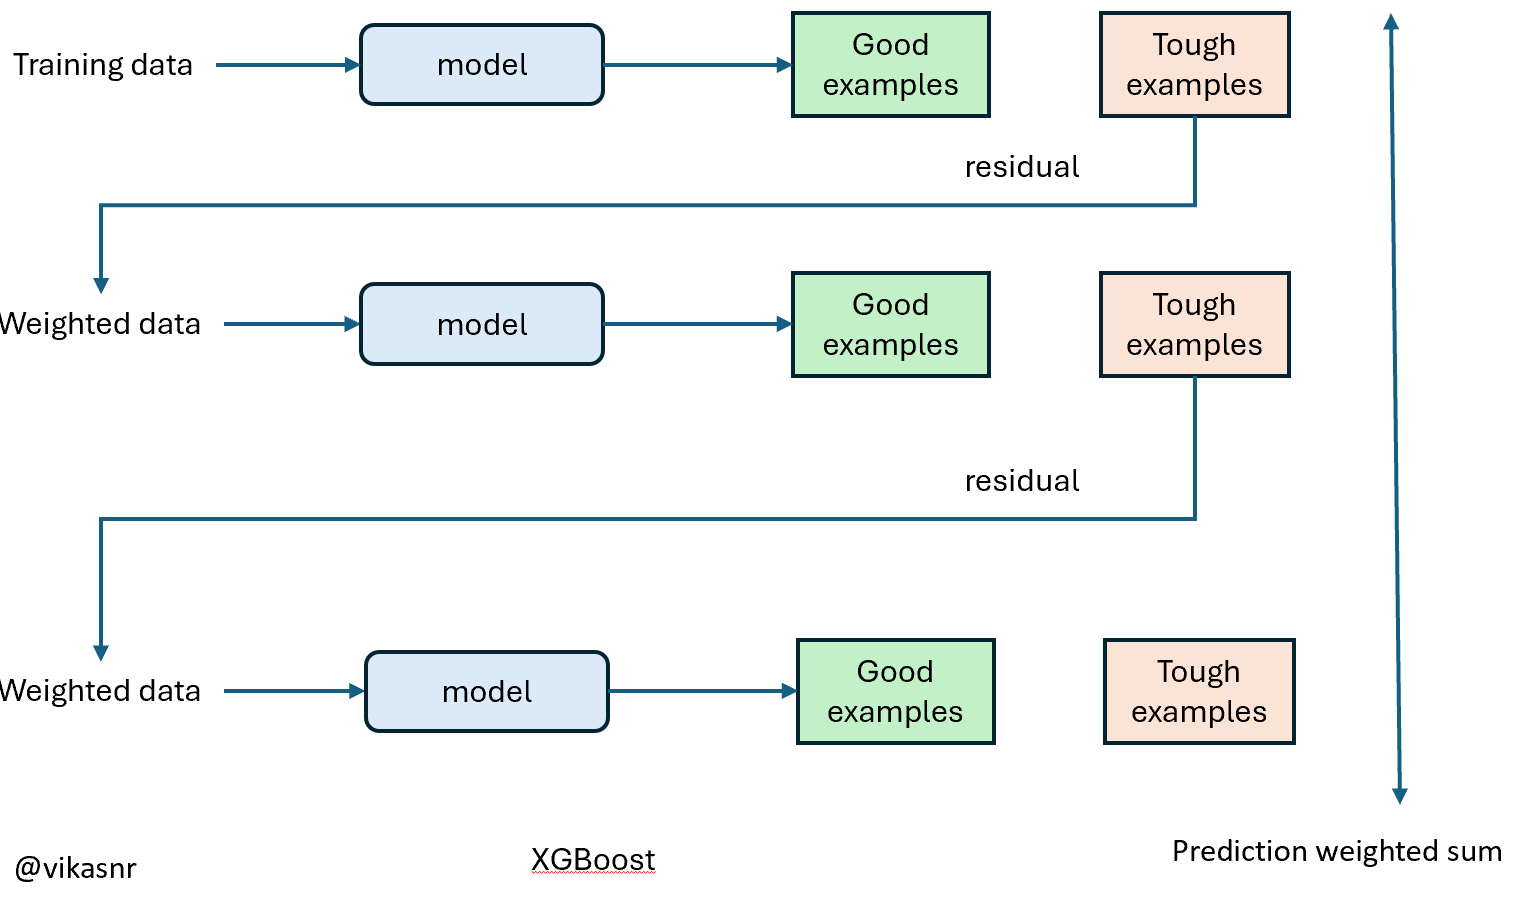 Training data
model
Good
examples
Tough
examples
residual
Weighted data
model
Good
examples
Tough
examples
residual
Weighted data
model
Good
examples
Tough
examples
@vikasnr
XGBoost
Prediction weighted sum